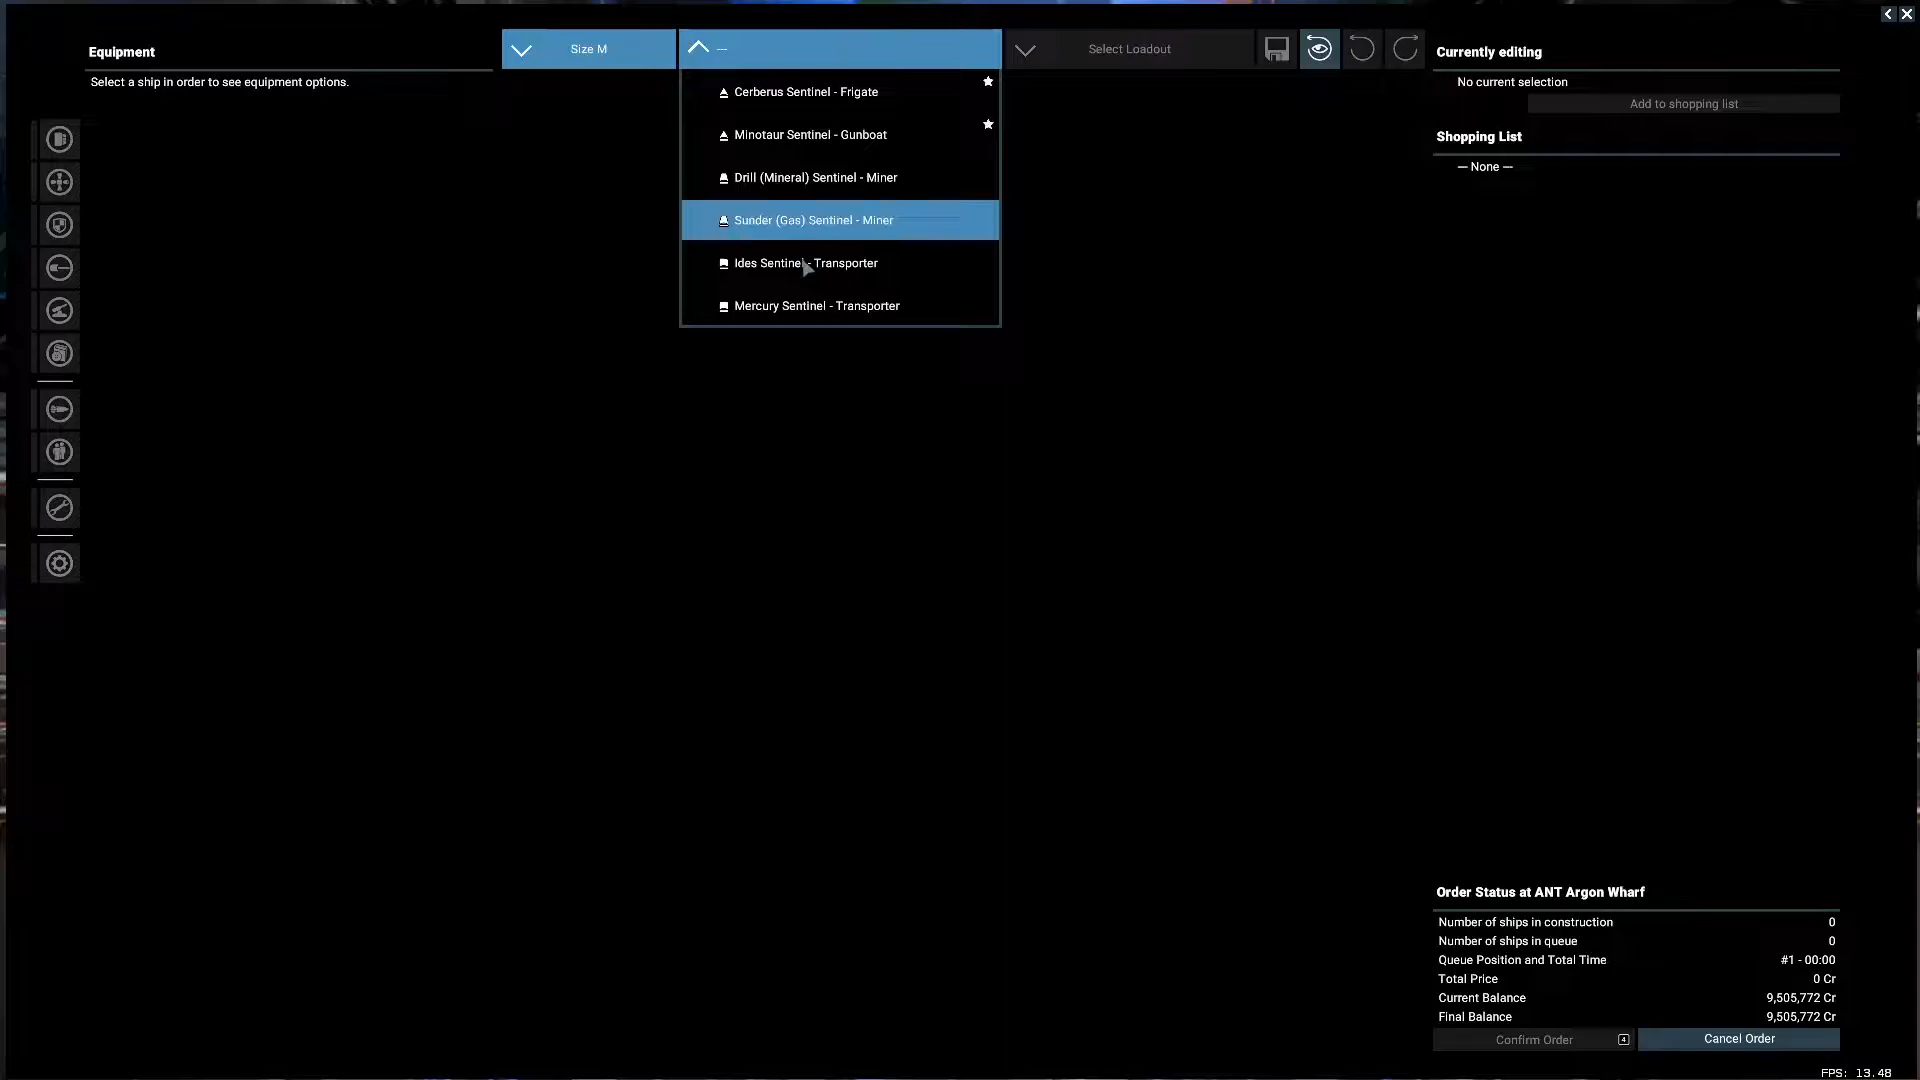 Equipment
Select a ship in order to see equipment options.
Size M
---
Select Loadout
Cerberus Sentinel - Frigate
Minotaur Sentinel - Gunboat
Drill (Mineral) Sentinel - Miner
Sunder (Gas) Sentinel - Miner
Ides Sentinel - Transporter
Mercury Sentinel - Transporter
Currently editing
No current selection
Add to shopping list
Shopping List
— None —
Order Status at ANT Argon Wharf
Number of ships in construction 0
Number of ships in queue 0
Queue Position and Total Time #1 - 00:00
Total Price 0 Cr
Current Balance 9,505,772 Cr
Final Balance 9,505,772 Cr
Confirm Order 4
Cancel Order
FPS: 13.48